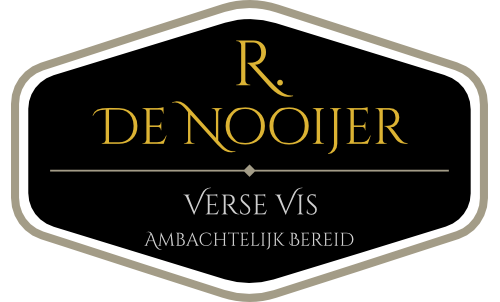 R.
DE NOOIJER
VERSE VIS
AMBACHTELIJK BEREID